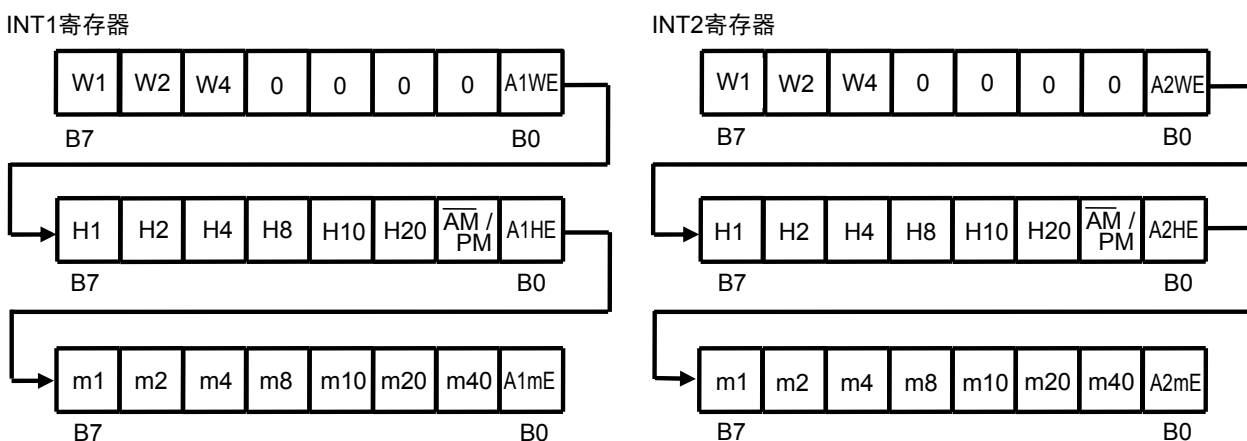 INT1寄存器
W1 W2 W4 0 0 0 0 A1WE
B7 B0
H1 H2 H4 H8 H10 H20 A̅M̅ / PM A1HE
B7 B0
m1 m2 m4 m8 m10 m20 m40 A1mE
B7 B0
INT2寄存器
W1 W2 W4 0 0 0 0 A2WE
B7 B0
H1 H2 H4 H8 H10 H20 A̅M̅ / PM A2HE
B7 B0
m1 m2 m4 m8 m10 m20 m40 A2mE
B7 B0